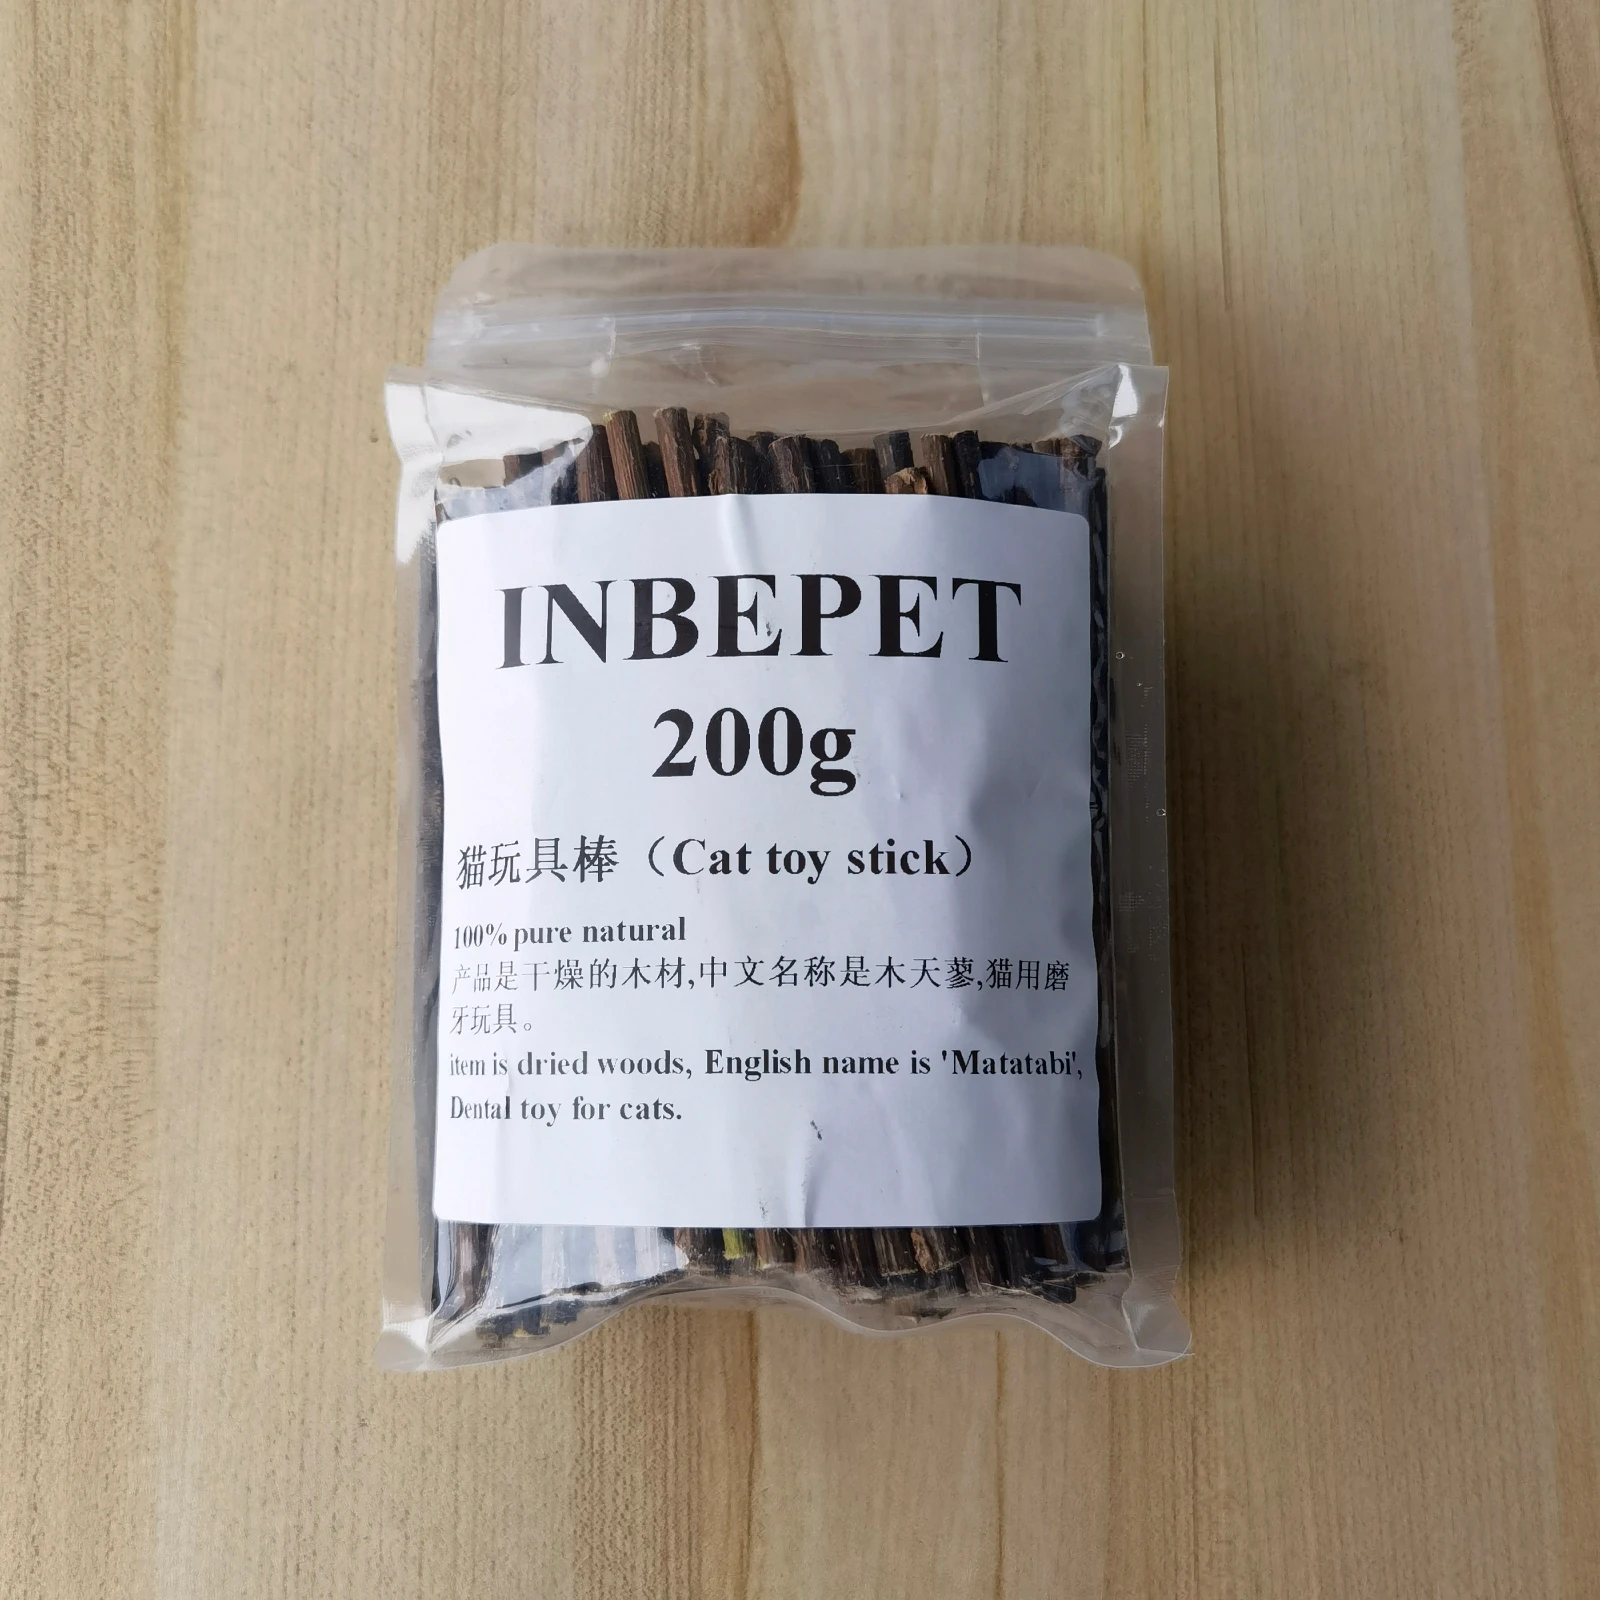 INBEPET
200g
猫玩具棒（Cat toy stick）
100% pure natural
产品是干燥的木材,中文名称是木天蓼,猫用磨
牙玩具。
item is dried woods, English name is 'Matatabi',
Dental toy for cats.